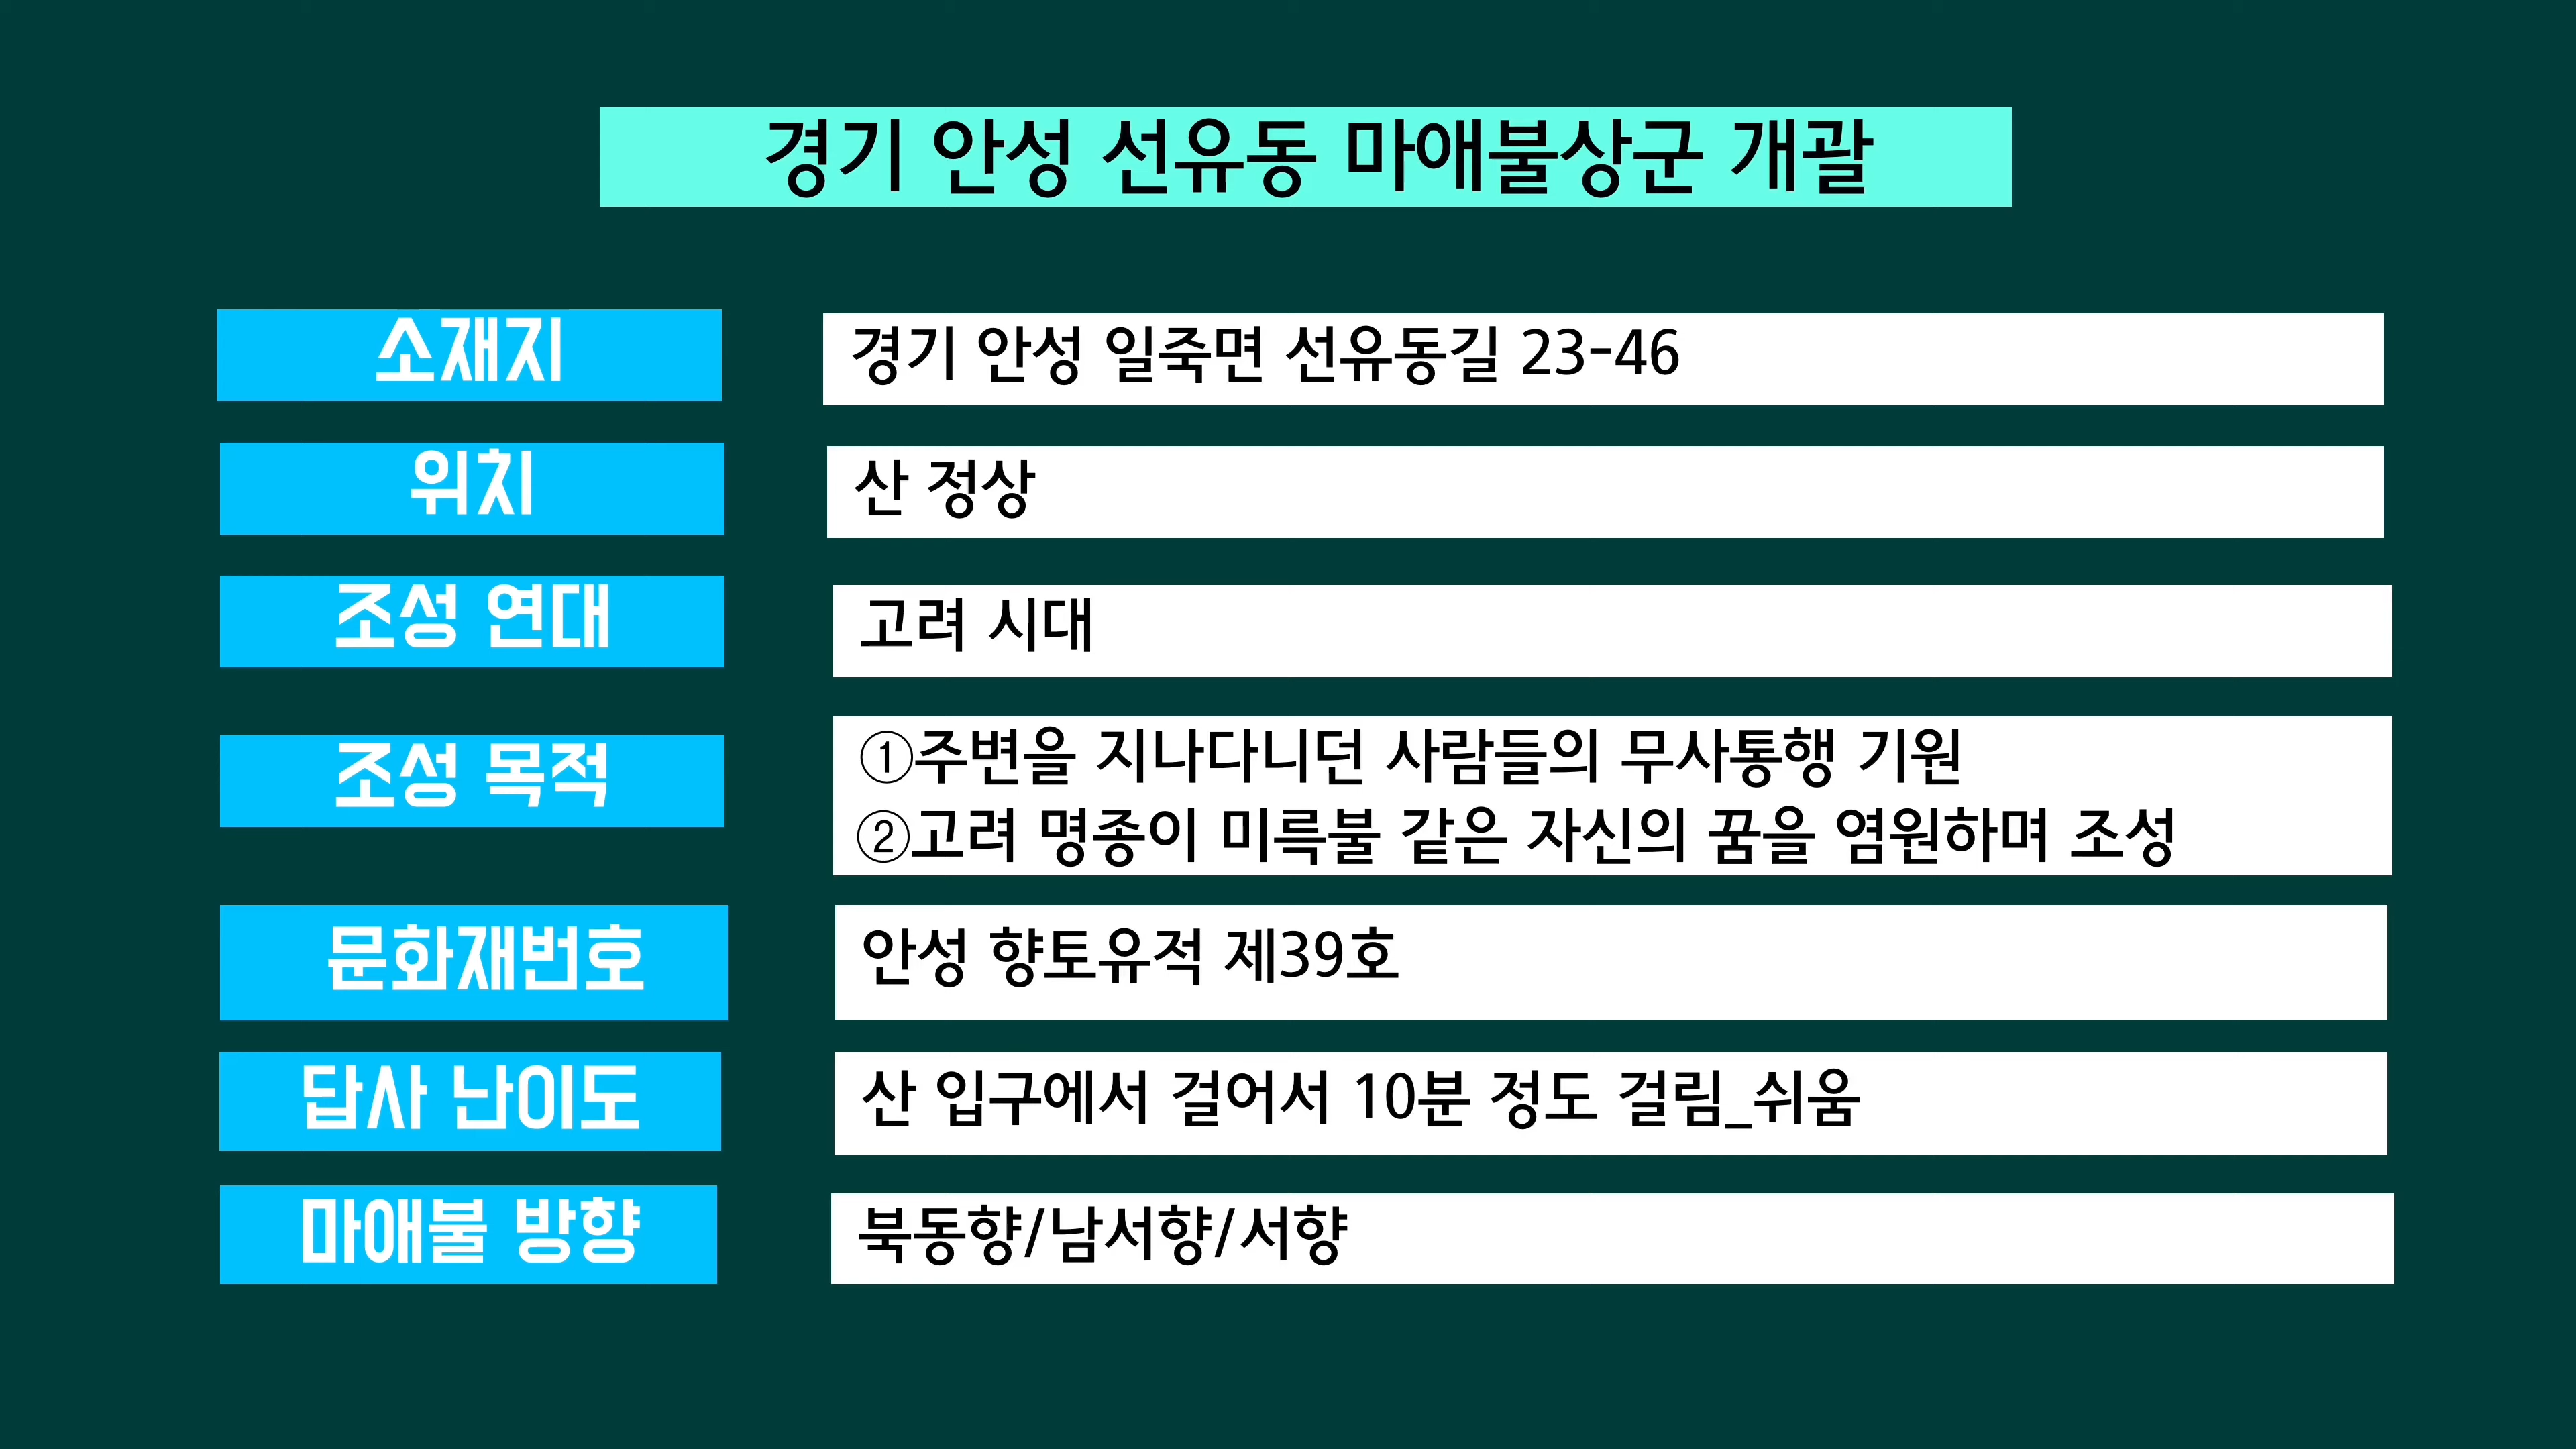 경기 안성 선유동 마애불상군 개괄
소재지
경기 안성 일죽면 선유동길 23-46
위치
산 정상
조성 연대
고려 시대
조성 목적
①주변을 지나다니던 사람들의 무사통행 기원
②고려 명종이 미륵불 같은 자신의 꿈을 염원하며 조성
문화재번호
안성 향토유적 제39호
답사 난이도
산 입구에서 걸어서 10분 정도 걸림_쉬움
마애불 방향
북동향/남서향/서향